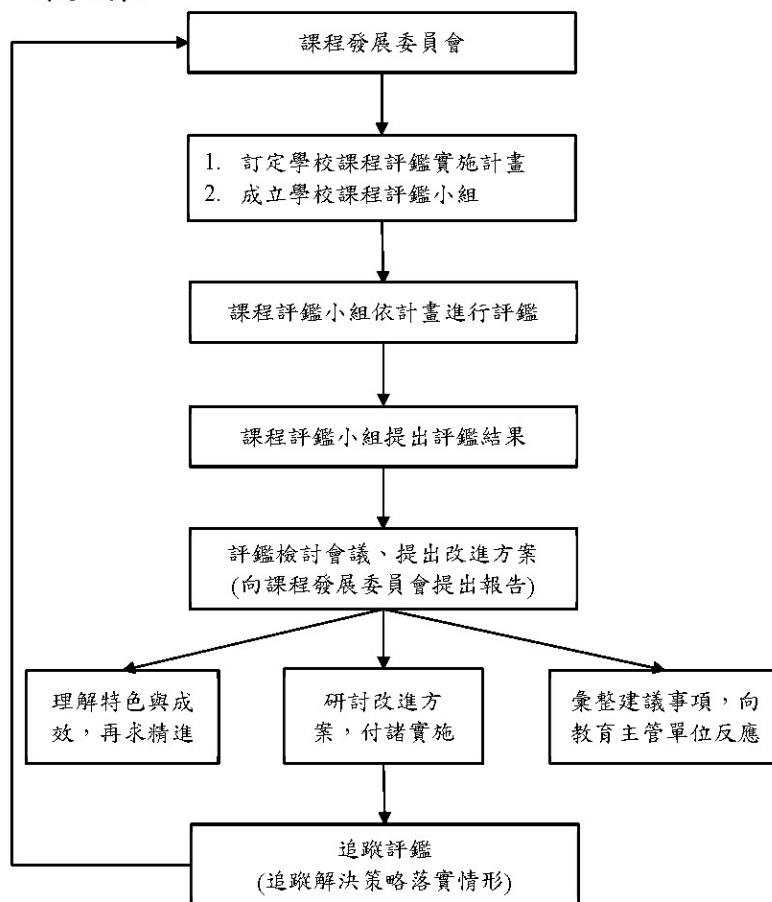 課程發展委員會
1. 訂定學校課程評鑑實施計畫
2. 成立學校課程評鑑小組
課程評鑑小組依計畫進行評鑑
課程評鑑小組提出評鑑結果
評鑑檢討會議、提出改進方案
(向課程發展委員會提出報告)
理解特色與成
效，再求精進
研討改進方
案，付諸實施
彙整建議事項，向
教育主管單位反應
追蹤評鑑
(追蹤解決策略落實情形)